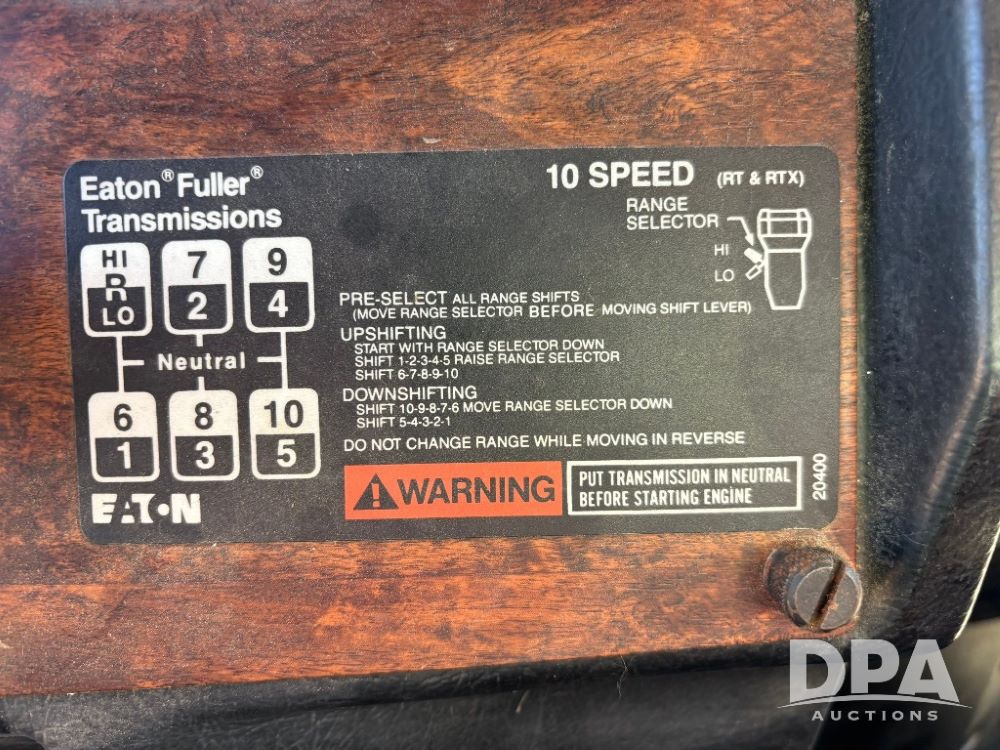 Eaton® Fuller®
Transmissions
10 SPEED (RT & RTX)
RANGE
SELECTOR
HI
LO
HI
R
LO
7
2
9
4
Neutral
6
1
8
3
10
5
EATON
PRE-SELECT ALL RANGE SHIFTS
(MOVE RANGE SELECTOR BEFORE MOVING SHIFT LEVER)
UPSHIFTING
START WITH RANGE SELECTOR DOWN
SHIFT 1-2-3-4-5 RAISE RANGE SELECTOR
SHIFT 6-7-8-9-10
DOWNSHIFTING
SHIFT 10-9-8-7-6 MOVE RANGE SELECTOR DOWN
SHIFT 5-4-3-2-1
DO NOT CHANGE RANGE WHILE MOVING IN REVERSE
WARNING
PUT TRANSMISSION IN NEUTRAL
BEFORE STARTING ENGINE
20400
DPA
AUCTIONS